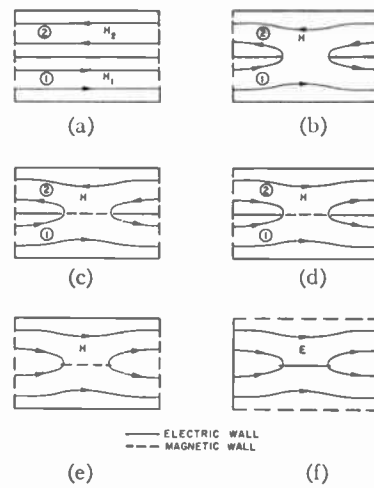 ② H₂
① H₁
(a)
② H
①
(b)
② H
①
(c)
② H
①
(d)
H
(e)
E
(f)
ELECTRIC WALL
MAGNETIC WALL